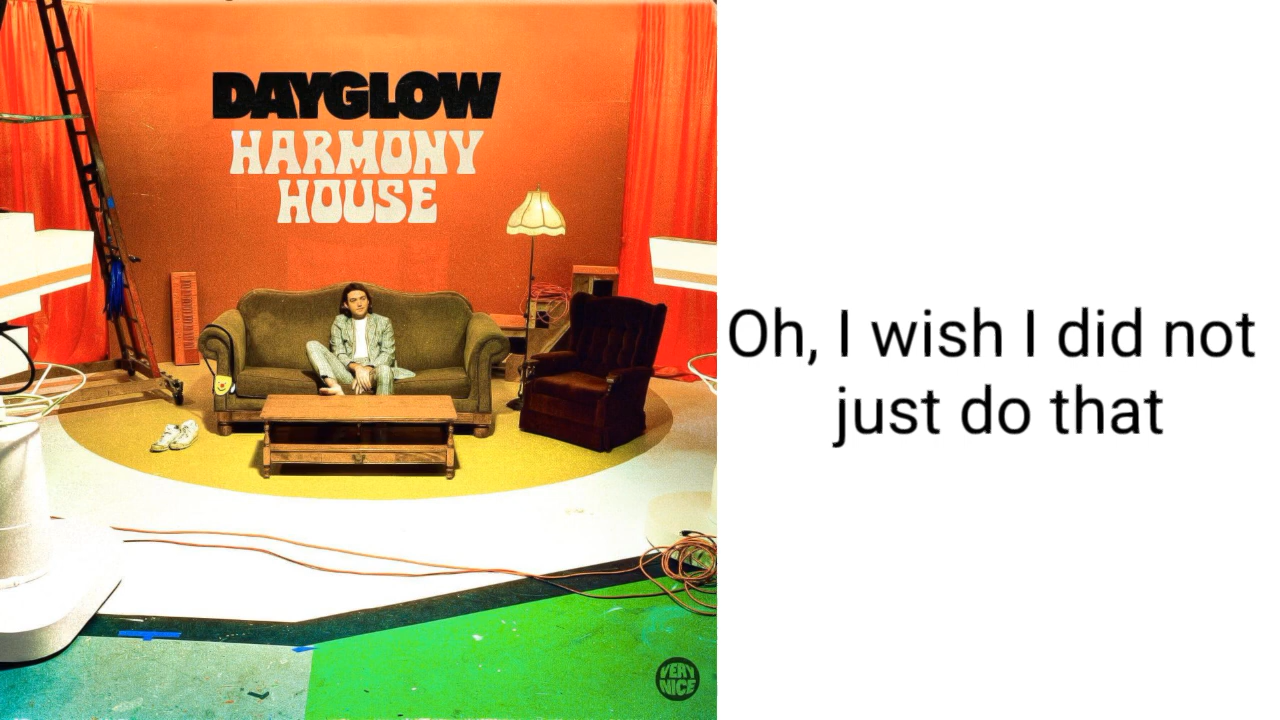 DAYGLOW
HARMONY
HOUSE
VERY
NICE
Oh, I wish I did not
just do that